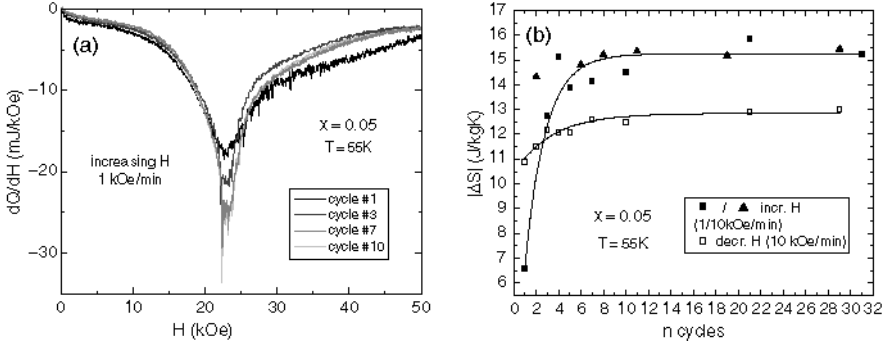 (a)
dQ/dH (mJ/kOe)
0
−10
−20
−30
increasing H
1 kOe/min
X = 0.05
T = 55K
cycle #1
cycle #3
cycle #7
cycle #10
0 10 20 30 40 50
H (kOe)
(b)
|ΔS| (J/kgK)
17
16
15
14
13
12
11
10
9
8
7
6
X = 0.05
T = 55K
/ incr. H
(1/10kOe/min)
decr. H (10 kOe/min)
0 2 4 6 8 10 12 14 16 18 20 22 24 26 28 30 32
n cycles